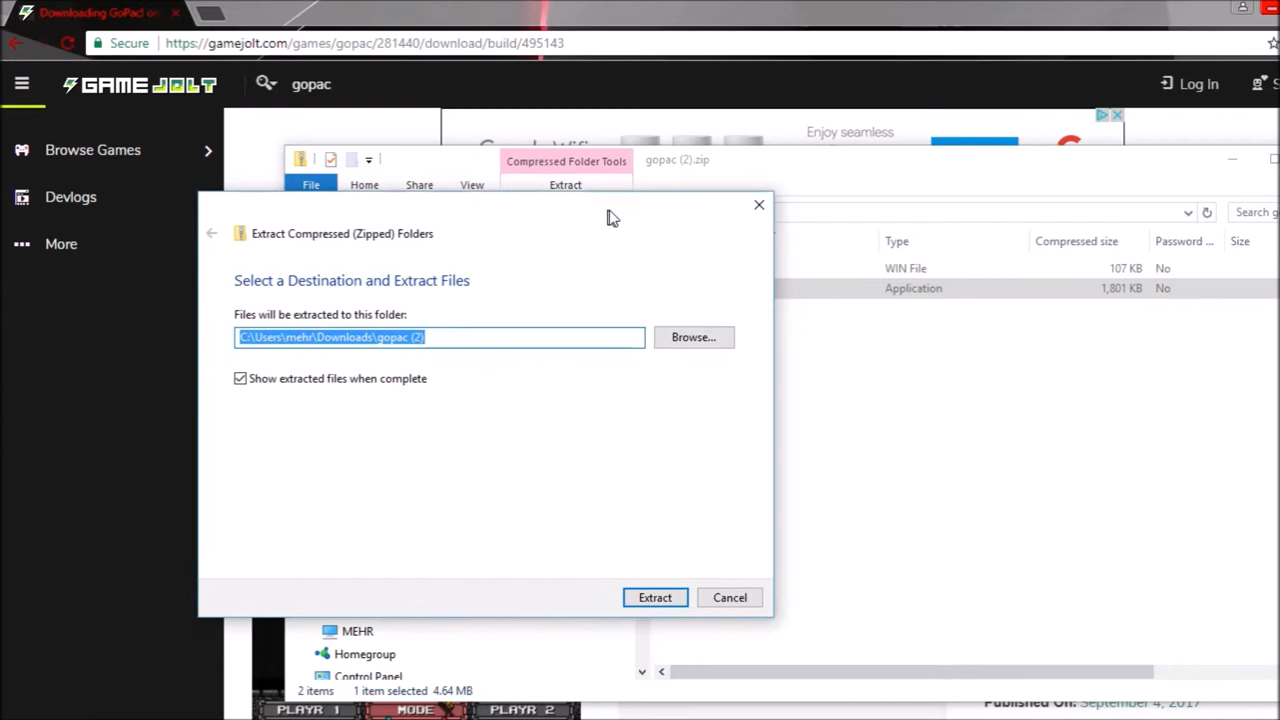 Downloading GoPac! on
Secure https://gamejolt.com/games/gopac/281440/download/build/495143
GAME JOLT gopac Log In
Enjoy seamless
Browse Games
Devlogs
More
Compressed Folder Tools gopac (2).zip
File Home Share View Extract
Extract Compressed (Zipped) Folders
Search g
Type Compressed size Password ... Size
WIN File 107 KB No
Application 1,801 KB No
Select a Destination and Extract Files
Files will be extracted to this folder:
C:\Users\mehr\Downloads\gopac (2)
Browse...
Show extracted files when complete
Extract Cancel
MEHR
Homegroup
Control Panel
2 items 1 item selected 4.64 MB
PLAYR 1 MODE PLAYR 2
Published On: September 4, 2017